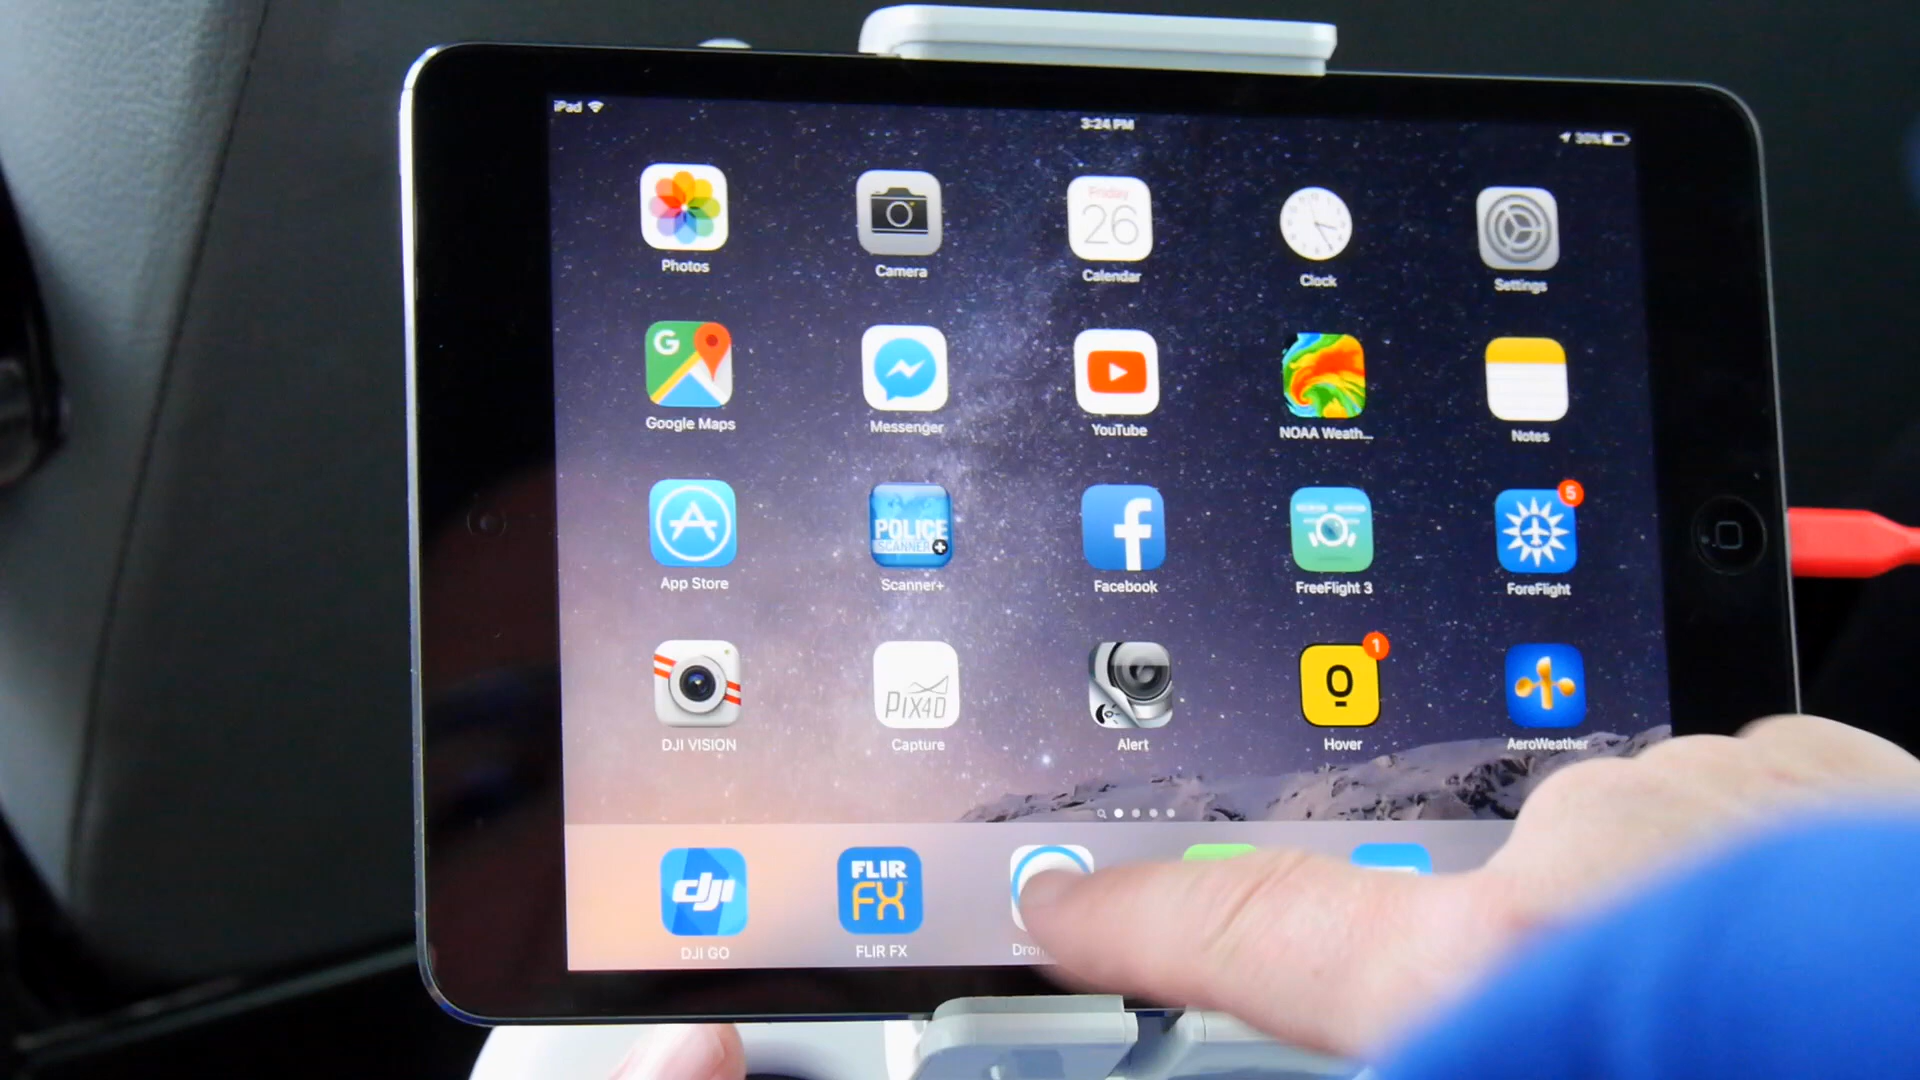 iPad
3:24 PM
30%
Friday
26
Photos
Camera
Calendar
Clock
Settings
G
Google Maps
Messenger
YouTube
NOAA Weath...
Notes
POLICE
SCANNER+
5
App Store
Scanner+
Facebook
FreeFlight 3
ForeFlight
PIX4D
1
DJI VISION
Capture
Alert
Hover
AeroWeather
dji
FLIR
FX
DJI GO
FLIR FX